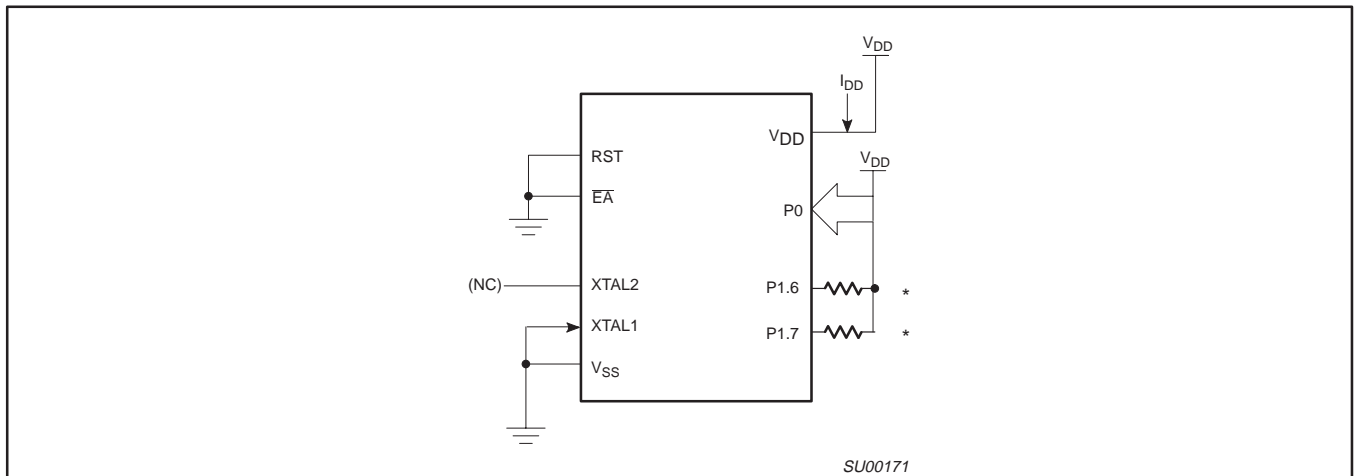 VDD
IDD
VDD
RST
VDD
EA
P0
(NC)
XTAL2
P1.6
*
XTAL1
P1.7
*
VSS
SU00171